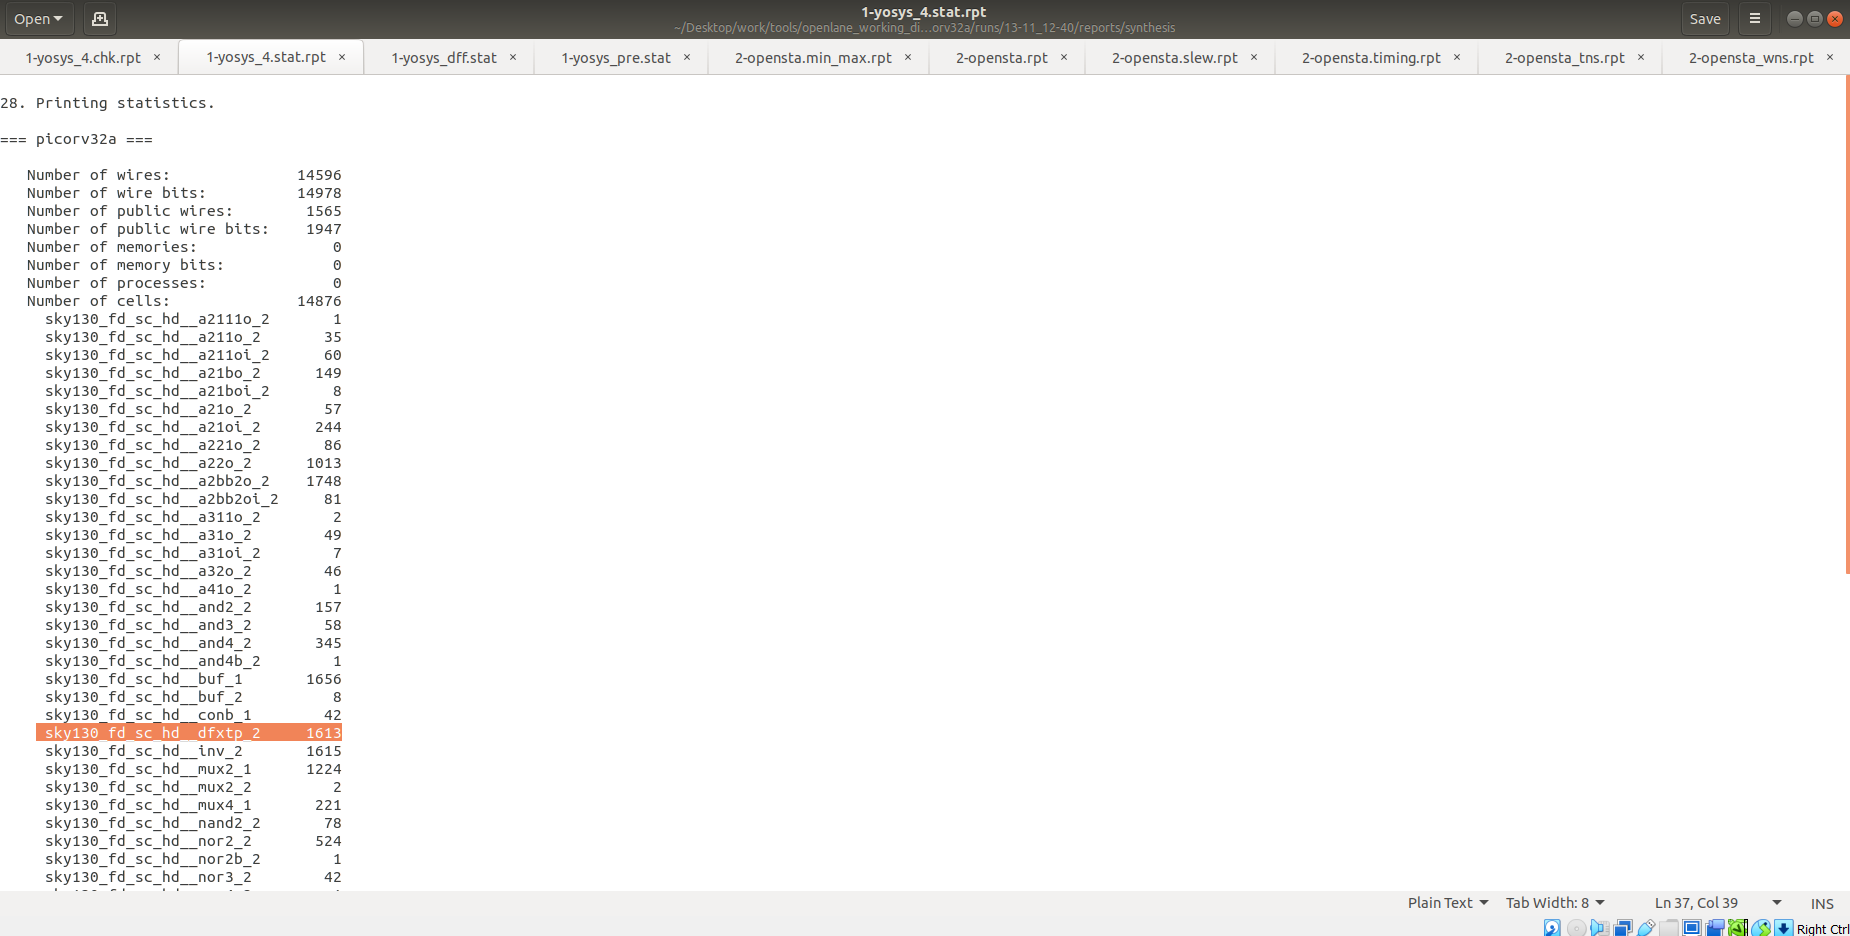 Open
1-yosys_4.stat.rpt
~/Desktop/work/tools/openlane_working_di...orv32a/runs/13-11_12-40/reports/synthesis
Save
1-yosys_4.chk.rpt × 1-yosys_4.stat.rpt × 1-yosys_dff.stat × 1-yosys_pre.stat × 2-opensta.min_max.rpt × 2-opensta.rpt × 2-opensta.slew.rpt × 2-opensta.timing.rpt × 2-opensta_tns.rpt × 2-opensta_wns.rpt ×
28. Printing statistics.
=== picorv32a ===
Number of wires: 14596
Number of wire bits: 14978
Number of public wires: 1565
Number of public wire bits: 1947
Number of memories: 0
Number of memory bits: 0
Number of processes: 0
Number of cells: 14876
sky130_fd_sc_hd__a2111o_2 1
sky130_fd_sc_hd__a211o_2 35
sky130_fd_sc_hd__a211oi_2 60
sky130_fd_sc_hd__a21bo_2 149
sky130_fd_sc_hd__a21boi_2 8
sky130_fd_sc_hd__a21o_2 57
sky130_fd_sc_hd__a21oi_2 244
sky130_fd_sc_hd__a221o_2 86
sky130_fd_sc_hd__a22o_2 1013
sky130_fd_sc_hd__a2bb2o_2 1748
sky130_fd_sc_hd__a2bb2oi_2 81
sky130_fd_sc_hd__a311o_2 2
sky130_fd_sc_hd__a31o_2 49
sky130_fd_sc_hd__a31oi_2 7
sky130_fd_sc_hd__a32o_2 46
sky130_fd_sc_hd__a41o_2 1
sky130_fd_sc_hd__and2_2 157
sky130_fd_sc_hd__and3_2 58
sky130_fd_sc_hd__and4_2 345
sky130_fd_sc_hd__and4b_2 1
sky130_fd_sc_hd__buf_1 1656
sky130_fd_sc_hd__buf_2 8
sky130_fd_sc_hd__conb_1 42
sky130_fd_sc_hd__dfxtp_2 1613
sky130_fd_sc_hd__inv_2 1615
sky130_fd_sc_hd__mux2_1 1224
sky130_fd_sc_hd__mux2_2 2
sky130_fd_sc_hd__mux4_1 221
sky130_fd_sc_hd__nand2_2 78
sky130_fd_sc_hd__nor2_2 524
sky130_fd_sc_hd__nor2b_2 1
sky130_fd_sc_hd__nor3_2 42
Plain Text Tab Width: 8 Ln 37, Col 39 INS
Right Ctrl